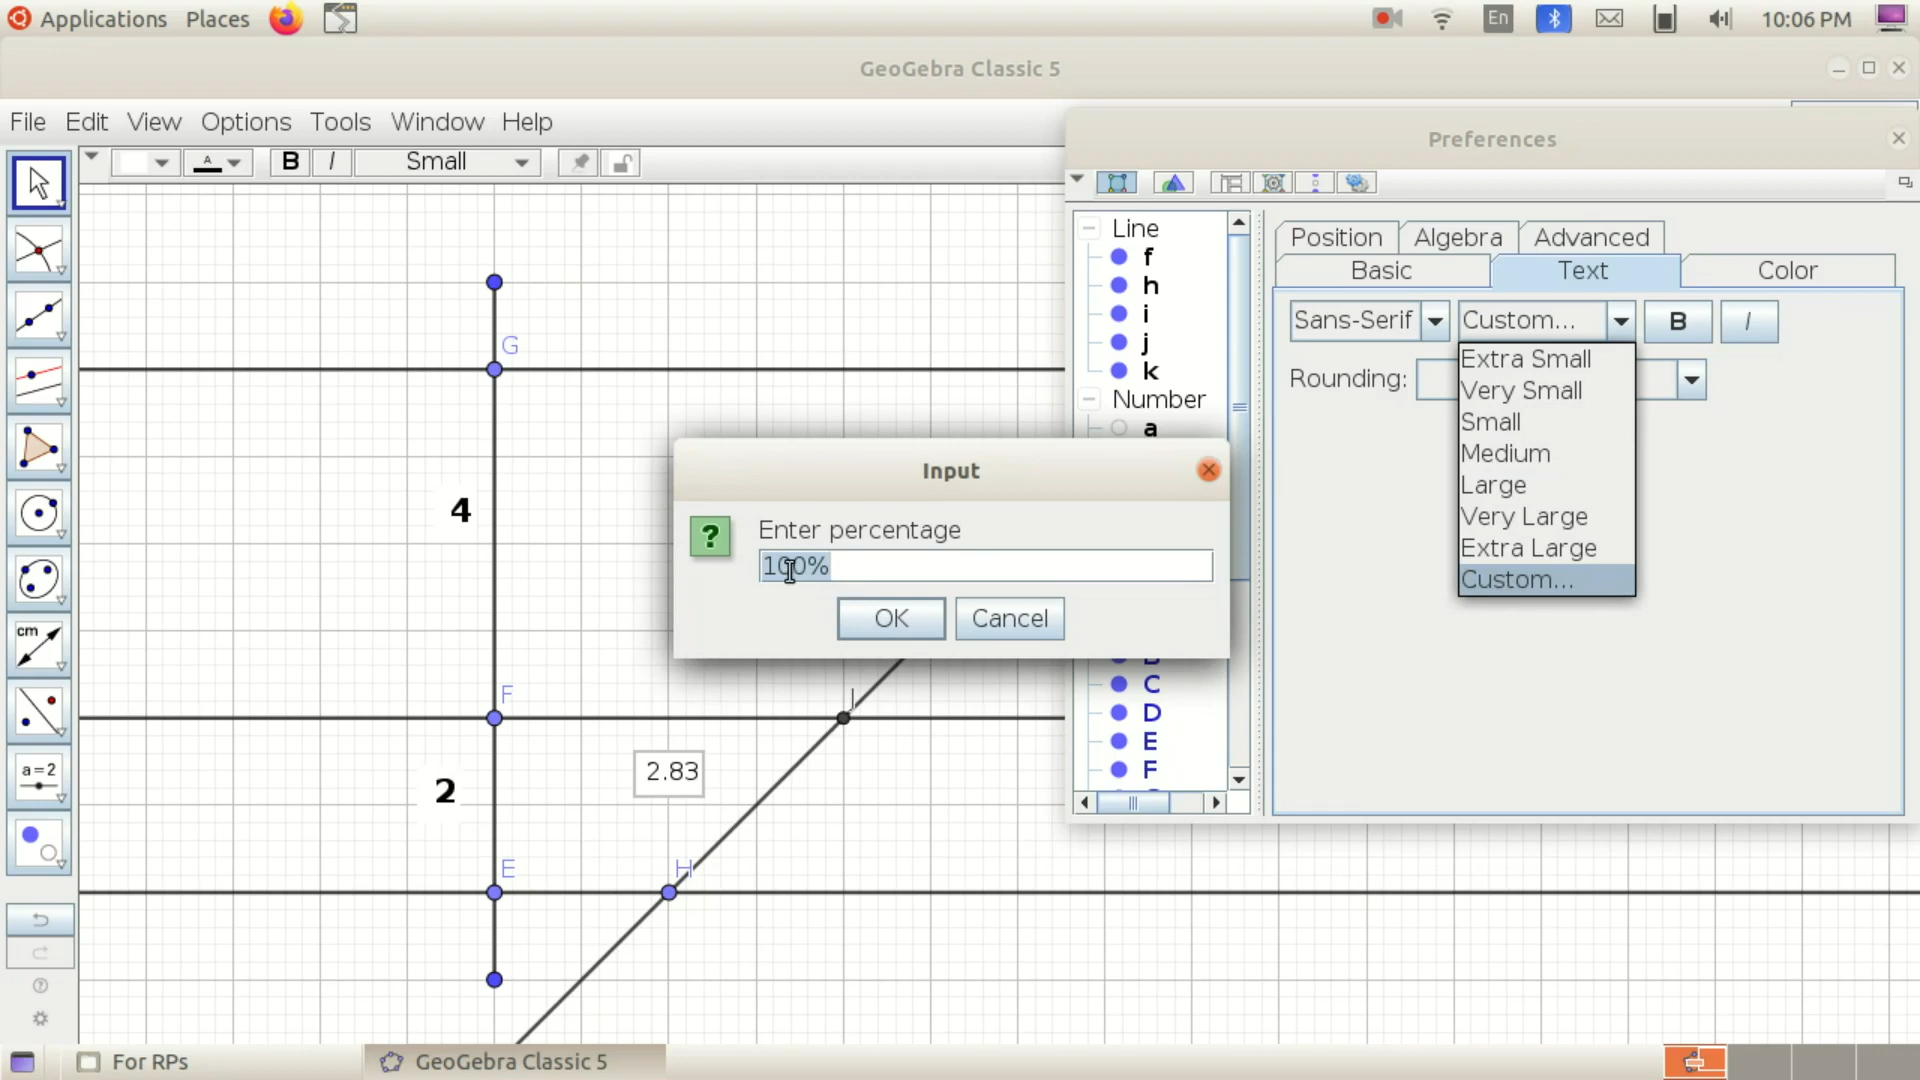 Applications Places En 10:06 PM
GeoGebra Classic 5
File Edit View Options Tools Window Help
A B I Small
Preferences
Line
f
h
i
j
k
Number
a
C
D
E
F
Position Algebra Advanced
Basic Text Color
Sans-Serif Custom... B I
Rounding:
Extra Small
Very Small
Small
Medium
Large
Very Large
Extra Large
Custom...
Input
? Enter percentage
100%
OK Cancel
G
4
F
J
2.83
2
E
H
cm
a=2
For RPs GeoGebra Classic 5